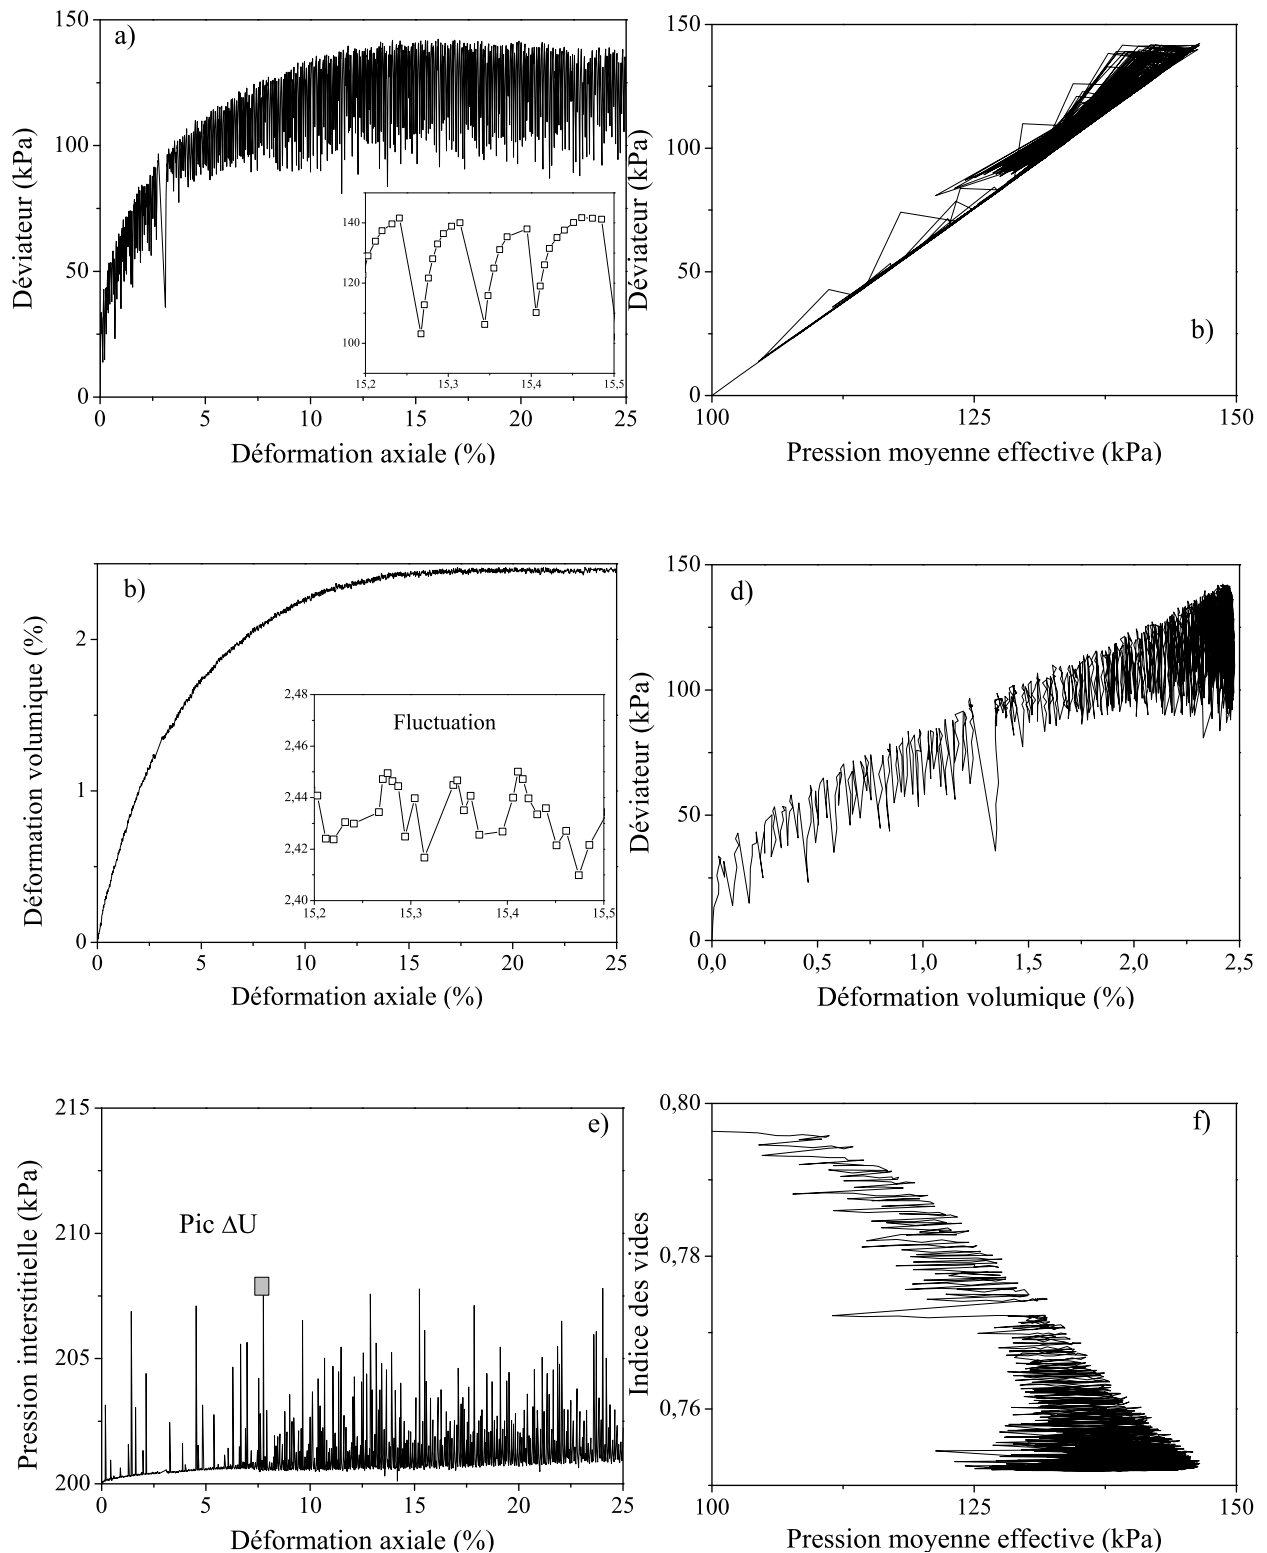 a)
Déviateur (kPa)
150
100
50
0
0 5 10 15 20 25
Déformation axiale (%)
140
120
100
15,2 15,3 15,4 15,5
b)
Déviateur (kPa)
150
100
50
0
100 125 150
Pression moyenne effective (kPa)
b)
Déformation volumique (%)
2
1
0
0 5 10 15 20 25
Déformation axiale (%)
Fluctuation
2,48
2,46
2,44
2,42
2,40
15,2 15,3 15,4 15,5
d)
Déviateur (kPa)
150
100
50
0
0,0 0,5 1,0 1,5 2,0 2,5
Déformation volumique (%)
e)
Pic ΔU
Pression interstitielle (kPa)
215
210
205
200
0 5 10 15 20 25
Déformation axiale (%)
f)
Indice des vides
0,80
0,78
0,76
100 125 150
Pression moyenne effective (kPa)